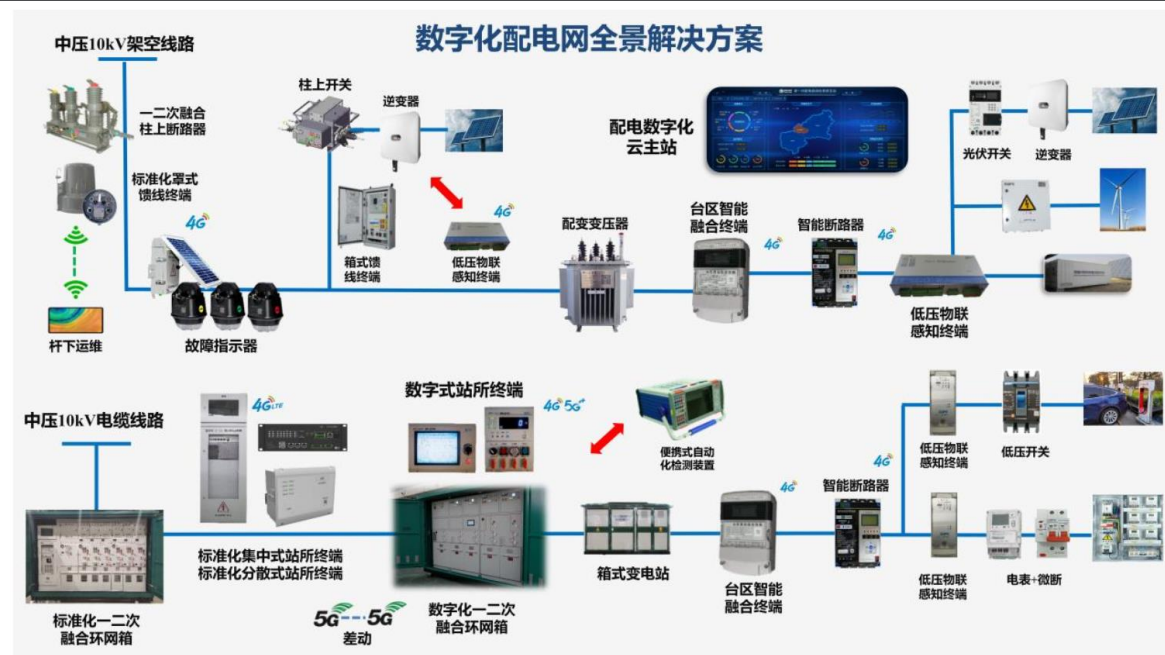 数字化配电网全景解决方案
中压10kV架空线路
一二次融合
柱上断路器
标准化罩式
馈线终端
4G
杆下运维
故障指示器
柱上开关
逆变器
箱式馈
线终端
4G
低压物联
感知终端
配变变压器
配电数字化
云主站
台区智能
融合终端
4G
智能断路器
4G
低压物联
感知终端
光伏开关
逆变器
中压10kV电缆线路
标准化一二次
融合环网箱
4GLTE
标准化集中式站所终端
标准化分散式站所终端
5G
5G
差动
数字式站所终端
4G 5G+
数字化一二次
融合环网箱
便携式自动
化检测装置
箱式变电站
台区智能
融合终端
4G
智能断路器
4G
低压物联
感知终端
低压开关
低压物联
感知终端
电表+微断